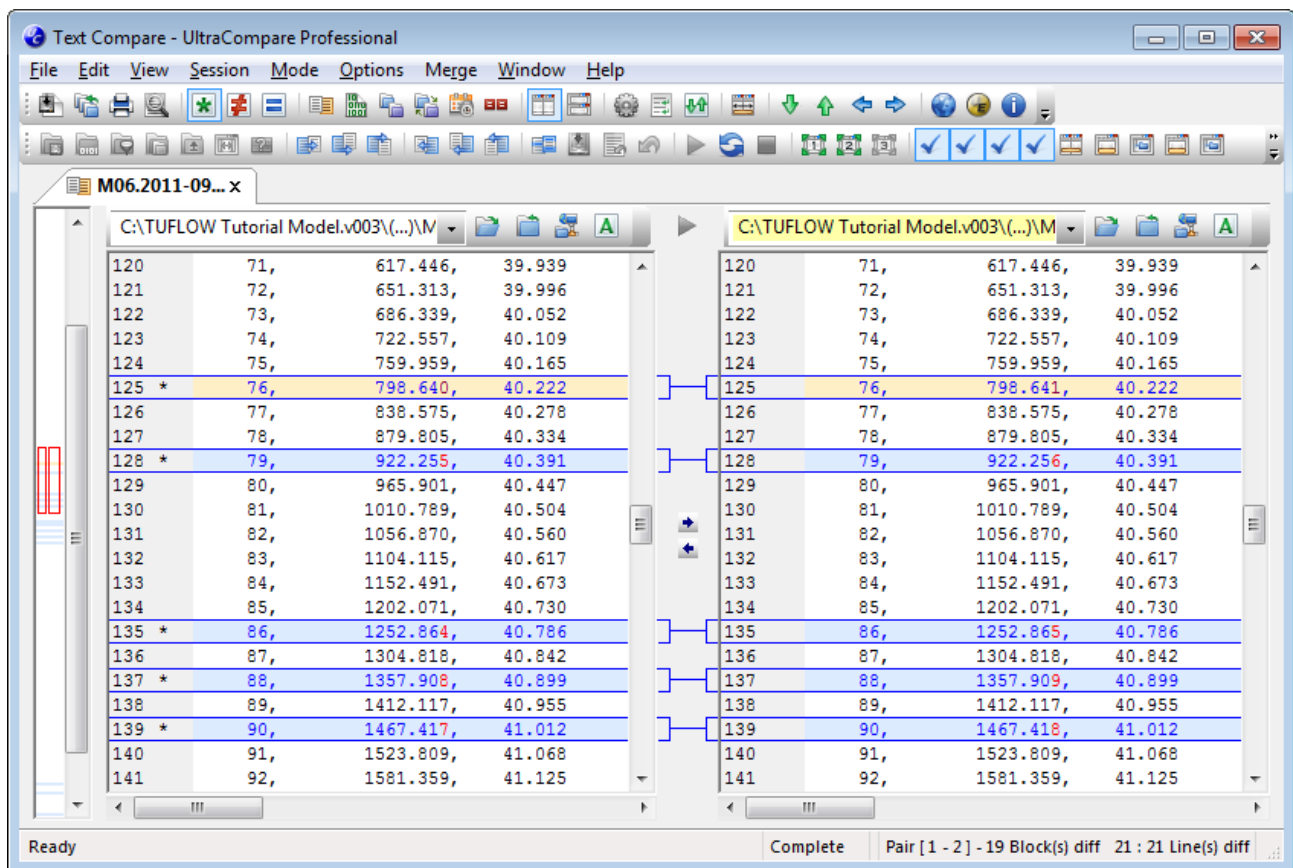 Text Compare - UltraCompare Professional
File Edit View Session Mode Options Merge Window Help
M06.2011-09... x
C:\TUFLOW Tutorial Model.v003\(...)\M
C:\TUFLOW Tutorial Model.v003\(...)\M
120 71, 617.446, 39.939 120 71, 617.446, 39.939
121 72, 651.313, 39.996 121 72, 651.313, 39.996
122 73, 686.339, 40.052 122 73, 686.339, 40.052
123 74, 722.557, 40.109 123 74, 722.557, 40.109
124 75, 759.959, 40.165 124 75, 759.959, 40.165
125 * 76, 798.640, 40.222 125 76, 798.641, 40.222
126 77, 838.575, 40.278 126 77, 838.575, 40.278
127 78, 879.805, 40.334 127 78, 879.805, 40.334
128 * 79, 922.255, 40.391 128 79, 922.256, 40.391
129 80, 965.901, 40.447 129 80, 965.901, 40.447
130 81, 1010.789, 40.504 130 81, 1010.789, 40.504
131 82, 1056.870, 40.560 131 82, 1056.870, 40.560
132 83, 1104.115, 40.617 132 83, 1104.115, 40.617
133 84, 1152.491, 40.673 133 84, 1152.491, 40.673
134 85, 1202.071, 40.730 134 85, 1202.071, 40.730
135 * 86, 1252.864, 40.786 135 86, 1252.865, 40.786
136 87, 1304.818, 40.842 136 87, 1304.818, 40.842
137 * 88, 1357.908, 40.899 137 88, 1357.909, 40.899
138 89, 1412.117, 40.955 138 89, 1412.117, 40.955
139 * 90, 1467.417, 41.012 139 90, 1467.418, 41.012
140 91, 1523.809, 41.068 140 91, 1523.809, 41.068
141 92, 1581.359, 41.125 141 92, 1581.359, 41.125
Ready Complete Pair [ 1 - 2 ] - 19 Block(s) diff 21 : 21 Line(s) diff